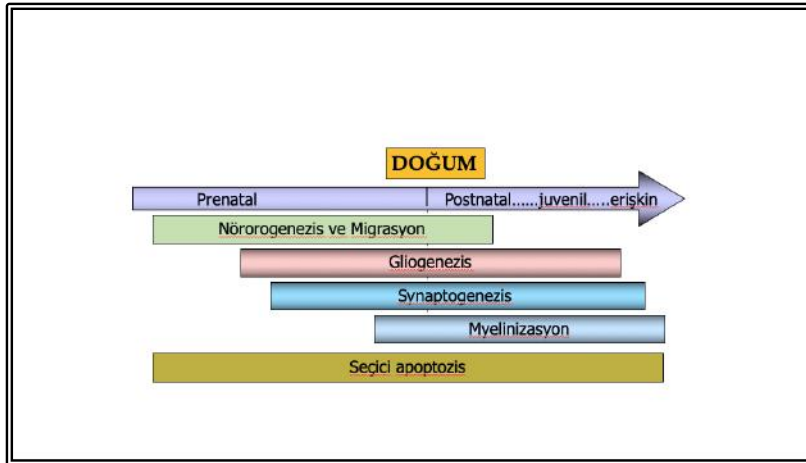 DOĞUM
Prenatal
Postnatal......juvenil.....erişkin
Nörorogenezis ve Migrasyon
Gliogenezis
Synaptogenezis
Myelinizasyon
Seçici apoptozis